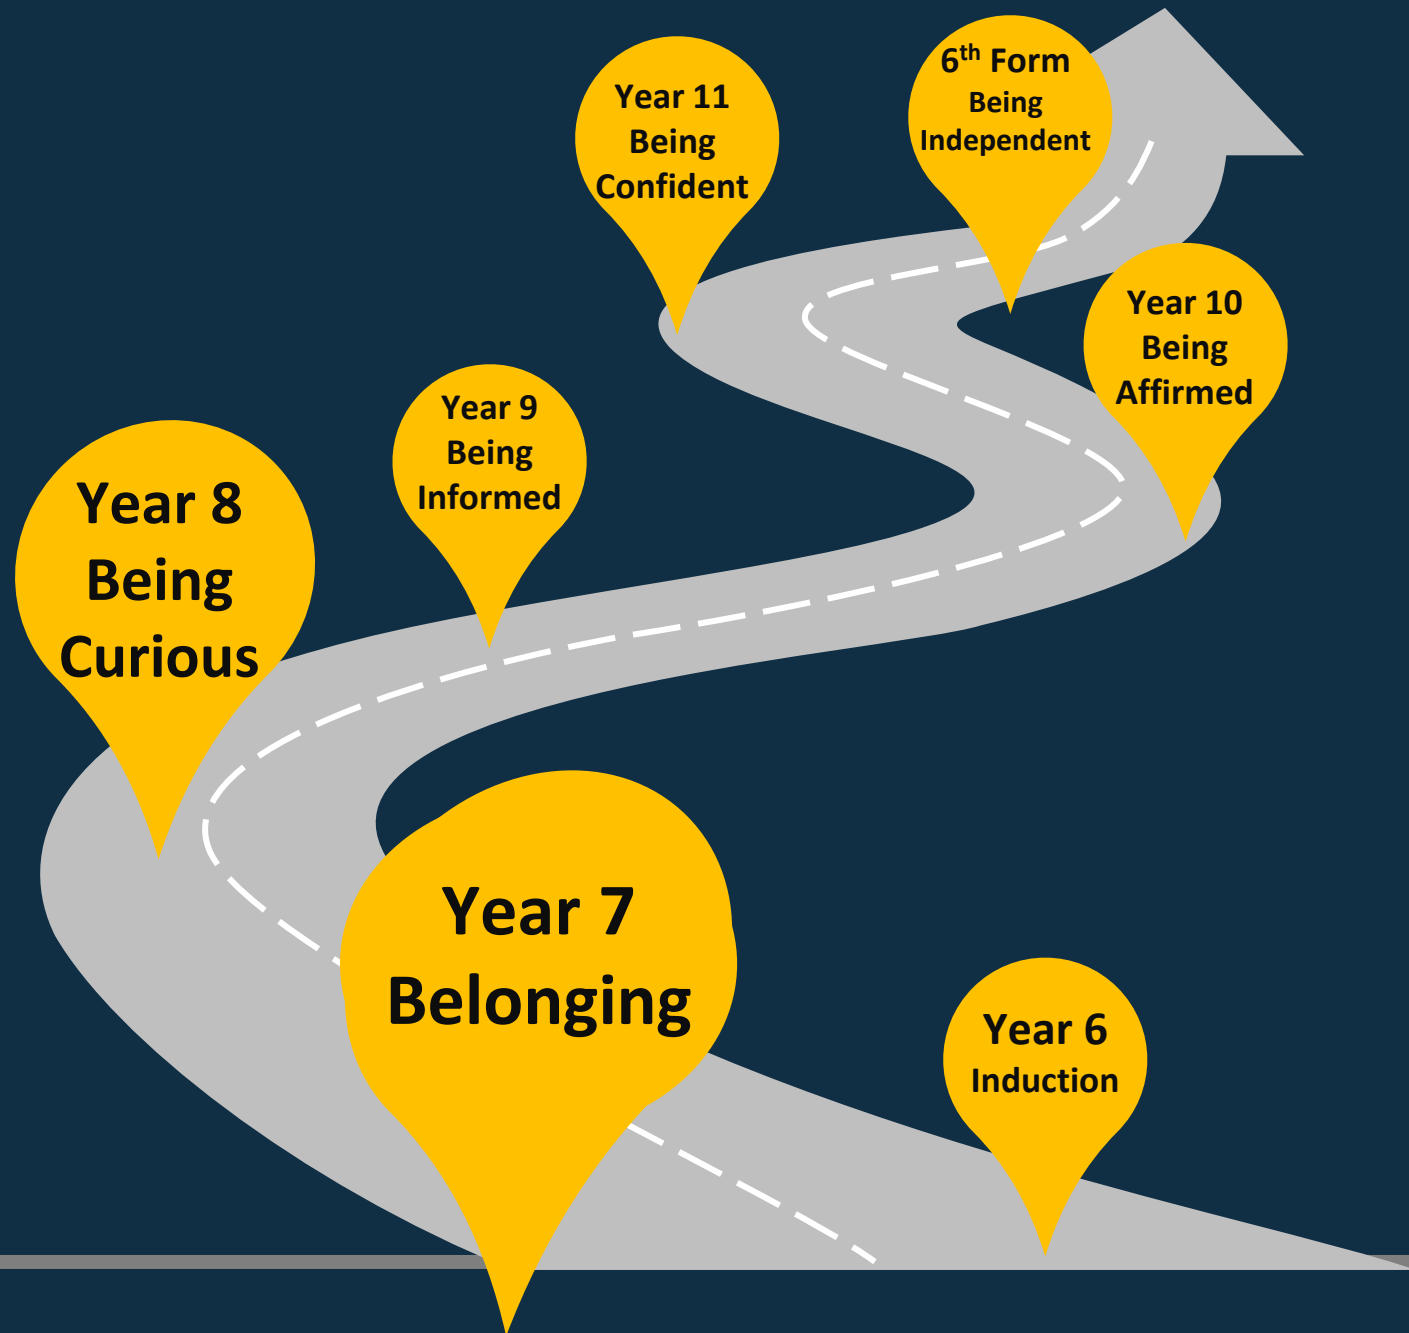 6th Form
Being
Independent
Year 11
Being
Confident
Year 10
Being
Affirmed
Year 9
Being
Informed
Year 8
Being
Curious
Year 7
Belonging
Year 6
Induction